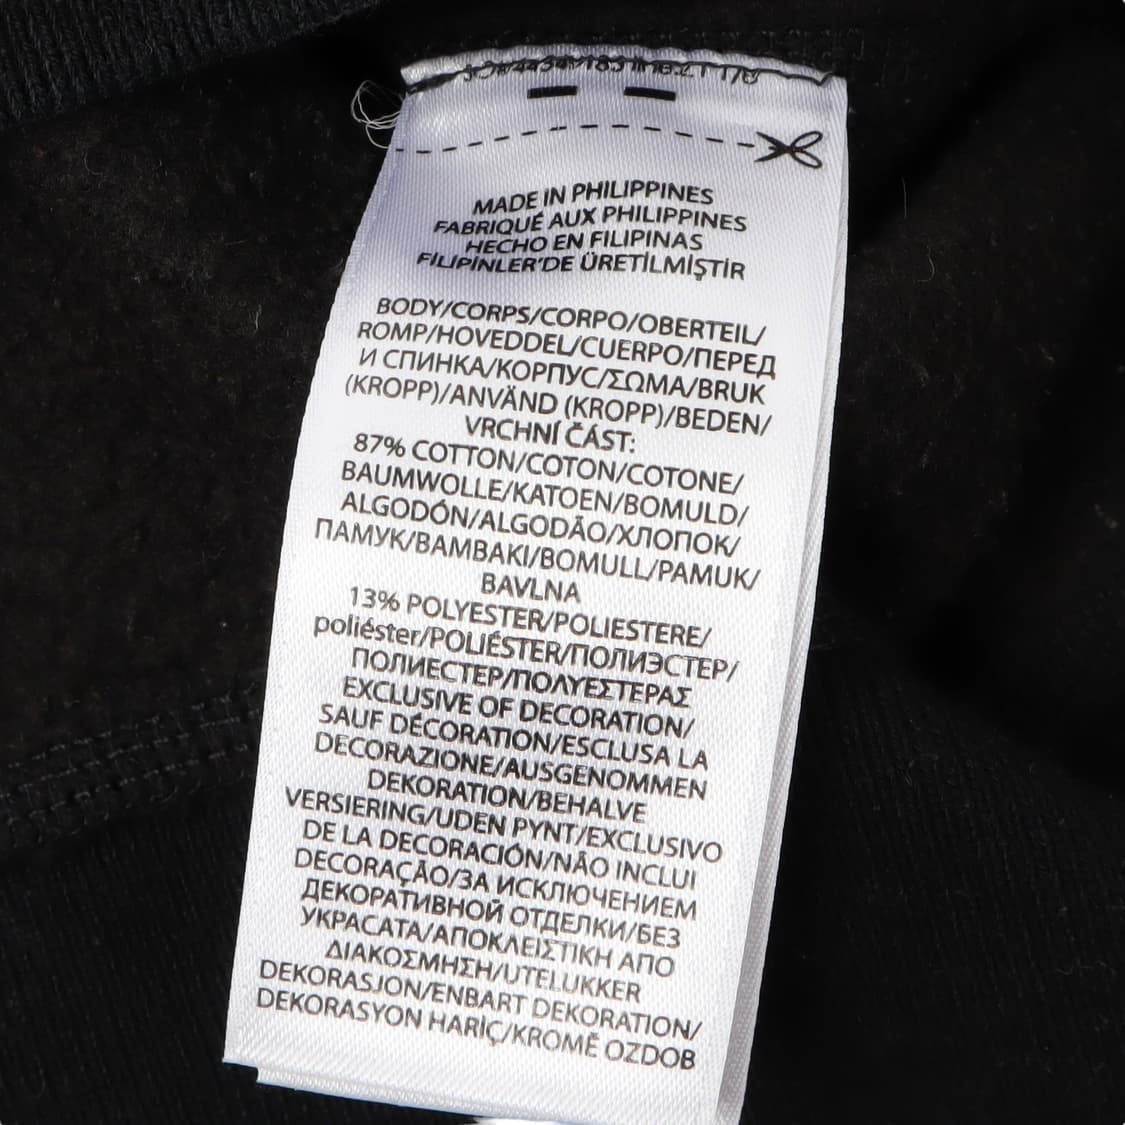 MADE IN PHILIPPINES
FABRIQUÉ AUX PHILIPPINES
HECHO EN FILIPINAS
FILIPINLER'DE ÜRETILMIŞTIR
BODY/CORPS/CORPO/OBERTEIL/
ROMP/HOVEDDEL/CUERPO/ПЕРЕД
И СПИНКА/КОРПУС/ΣΩΜΑ/BRUK
(KROPP)/ANVÄND (KROPP)/BEDEN/
VRCHNÍ ČÁST:
87% COTTON/COTON/COTONE/
BAUMWOLLE/KATOEN/BOMULD/
ALGODÓN/ALGODÃO/ХЛОПОК/
ПАМУК/ΒΑΜΒΑΚΙ/BOMULL/PAMUK/
BAVLNA
13% POLYESTER/POLIESTERE/
poliéster/POLIÉSTER/ПОЛИЭСТЕР/
ПОЛИЕСТЕР/ΠΟΛΥΕΣΤΕΡΑΣ
EXCLUSIVE OF DECORATION/
SAUF DÉCORATION/ESCLUSA LA
DECORAZIONE/AUSGENOMMEN
DEKORATION/BEHALVE
VERSIERING/UDEN PYNT/EXCLUSIVO
DE LA DECORACIÓN/NÃO INCLUI
DECORAÇÃO/ЗА ИСКЛЮЧЕНИЕМ
ДЕКОРАТИВНОЙ ОТДЕЛКИ/БЕЗ
УКРАСАТА/ΑΠΟΚΛΕΙΣΤΙΚΗ ΑΠΟ
ΔΙΑΚΟΣΜΗΣΗ/UTELUKKER
DEKORASJON/ENBART DEKORATION/
DEKORASYON HARIÇ/KROMĚ OZDOB